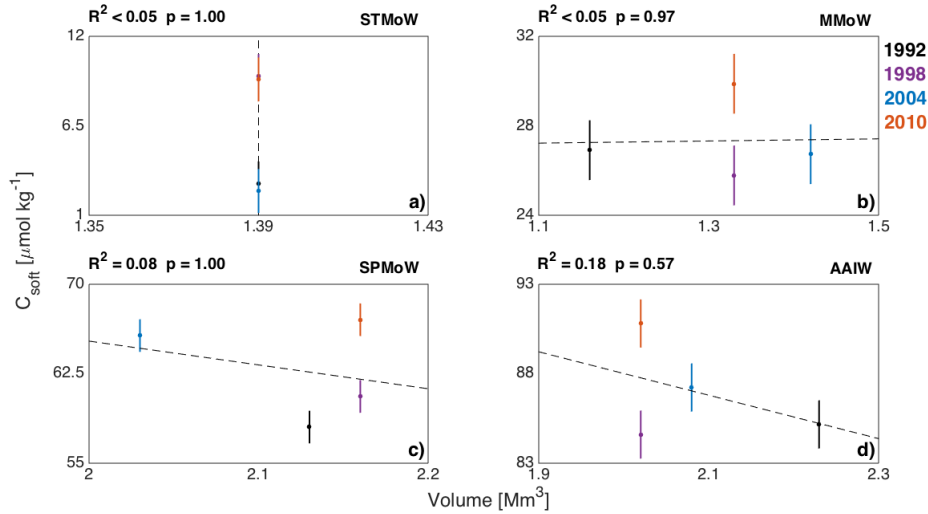 R² < 0.05 p = 1.00 STMoW
R² < 0.05 p = 0.97 MMoW
12
6.5
1
1.35 1.39 1.43
a)
32
28
24
1.1 1.3 1.5
b)
1992
1998
2004
2010
C_soft [μmol kg⁻¹]
R² = 0.08 p = 1.00 SPMoW
R² = 0.18 p = 0.57 AAIW
70
62.5
55
2 2.1 2.2
c)
93
88
83
1.9 2.1 2.3
d)
Volume [Mm³]